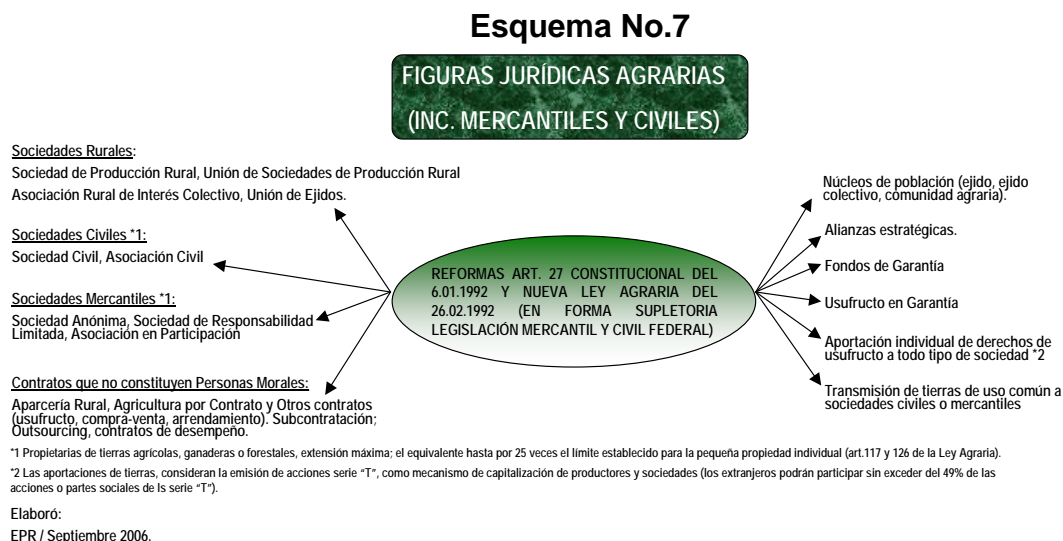 Esquema No.7
FIGURAS JURÍDICAS AGRARIAS
(INC. MERCANTILES Y CIVILES)
Sociedades Rurales:
Sociedad de Producción Rural, Unión de Sociedades de Producción Rural
Asociación Rural de Interés Colectivo, Unión de Ejidos.
Sociedades Civiles *1:
Sociedad Civil, Asociación Civil
Sociedades Mercantiles *1:
Sociedad Anónima, Sociedad de Responsabilidad
Limitada, Asociación en Participación
Contratos que no constituyen Personas Morales:
Aparcería Rural, Agricultura por Contrato y Otros contratos
(usufructo, compra-venta, arrendamiento). Subcontratación;
Outsourcing, contratos de desempeño.
REFORMAS ART. 27 CONSTITUCIONAL DEL
6.01.1992 Y NUEVA LEY AGRARIA DEL
26.02.1992 (EN FORMA SUPLETORIA
LEGISLACIÓN MERCANTIL Y CIVIL FEDERAL)
Núcleos de población (ejido, ejido
colectivo, comunidad agraria).
Alianzas estratégicas.
Fondos de Garantía
Usufructo en Garantía
Aportación individual de derechos de
usufructo a todo tipo de sociedad *2
Transmisión de tierras de uso común a
sociedades civiles o mercantiles
*1 Propietarias de tierras agrícolas, ganaderas o forestales, extensión máxima; el equivalente hasta por 25 veces el límite establecido para la pequeña propiedad individual (art.117 y 126 de la Ley Agraria).
*2 Las aportaciones de tierras, consideran la emisión de acciones serie “T”, como mecanismo de capitalización de productores y sociedades (los extranjeros podrán participar sin exceder del 49% de las
acciones o partes sociales de ls serie “T”).
Elaboró:
EPR / Septiembre 2006.